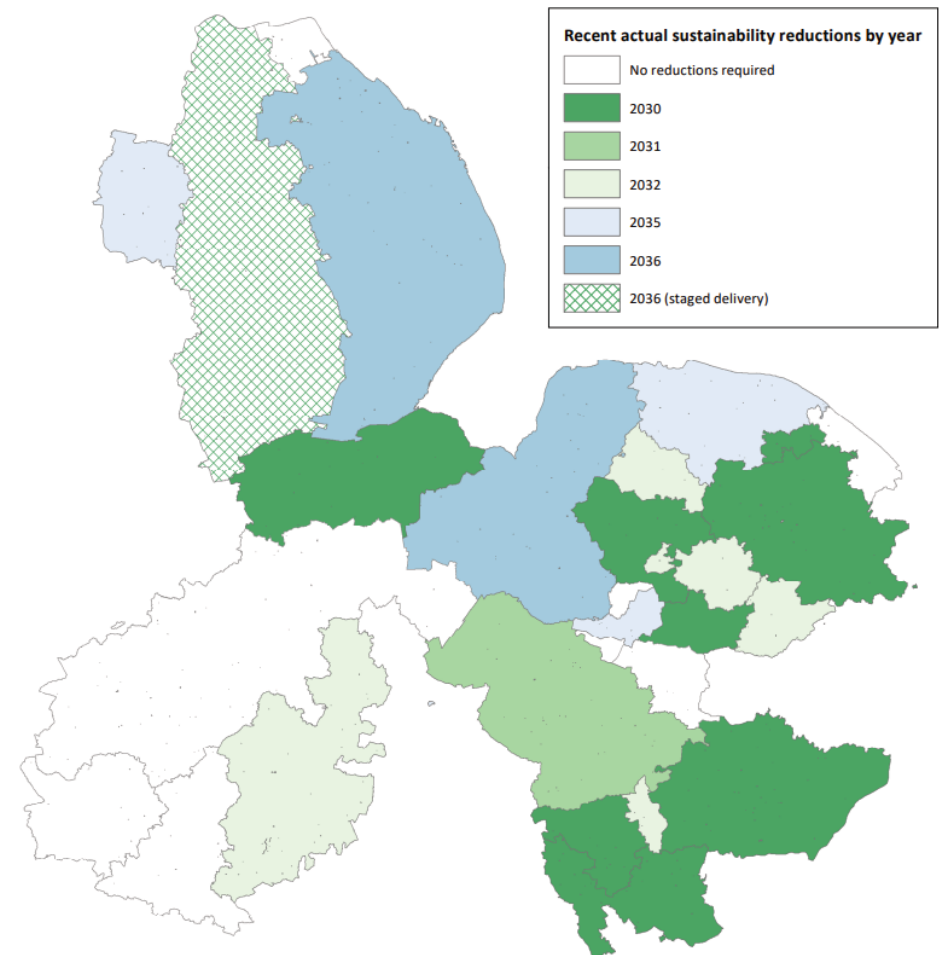 Recent actual sustainability reductions by year
No reductions required
2030
2031
2032
2035
2036
2036 (staged delivery)